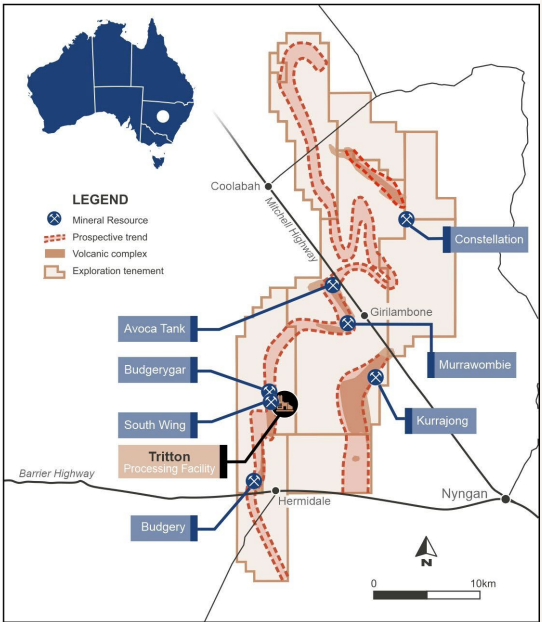 LEGEND
Mineral Resource
Prospective trend
Volcanic complex
Exploration tenement
Coolabah
Mitchell Highway
Constellation
Avoca Tank
Girilambone
Murrawombie
Budgerygar
South Wing
Kurrajong
Tritton
Processing Facility
Barrier Highway
Hermidale
Nyngan
Budgery
N
0
10km